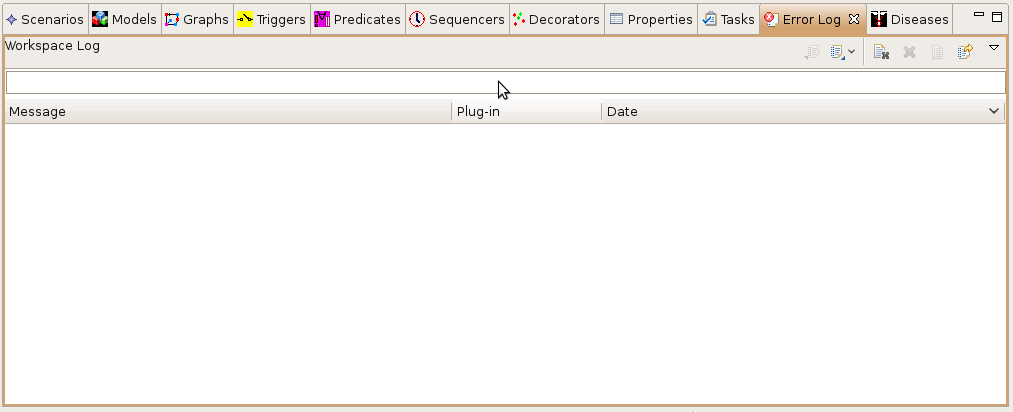 Scenarios Models Graphs Triggers Predicates Sequencers Decorators Properties Tasks Error Log Diseases
Workspace Log
Message Plug-in Date